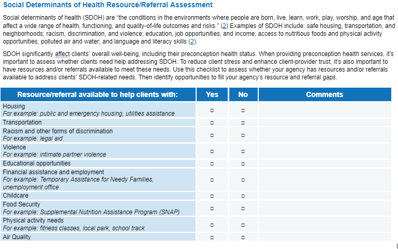 Social Determinants of Health Resource/Referral Assessment
Social determinants of health (SDOH) are "the conditions in the environments where people are born, live, learn, work, play, worship, and age that
affect a wide range of health, functioning, and quality-of-life outcomes and risks." (2) Examples of SDOH include: safe housing, transportation, and
neighborhoods; racism, discrimination, and violence; education, job opportunities, and income; access to nutritious foods and physical activity
opportunities; polluted air and water; and language and literacy skills (2).
SDOH significantly affect clients' overall well-being, including their preconception health status. When providing preconception health services, it's
important to assess whether clients need help addressing SDOH. To reduce client stress and enhance client-provider trust, it's also important to
have resources and/or referrals available to meet these needs. Use this checklist to assess whether your agency has resources and/or referrals
available to address clients' SDOH-related needs. Then identify opportunities to fill your agency's resource and referral gaps.
Resource/referral available to help clients with: Yes No Comments
Housing
For example: public and emergency housing, utilities assistance
Transportation
Racism and other forms of discrimination
For example: legal aid
Violence
For example: intimate partner violence
Educational opportunities
Financial assistance and employment
For example: Temporary Assistance for Needy Families,
unemployment office
Childcare
Food Security
For example: Supplemental Nutrition Assistance Program (SNAP)
Physical activity needs
For example: fitness classes, local park, school track
Air Quality